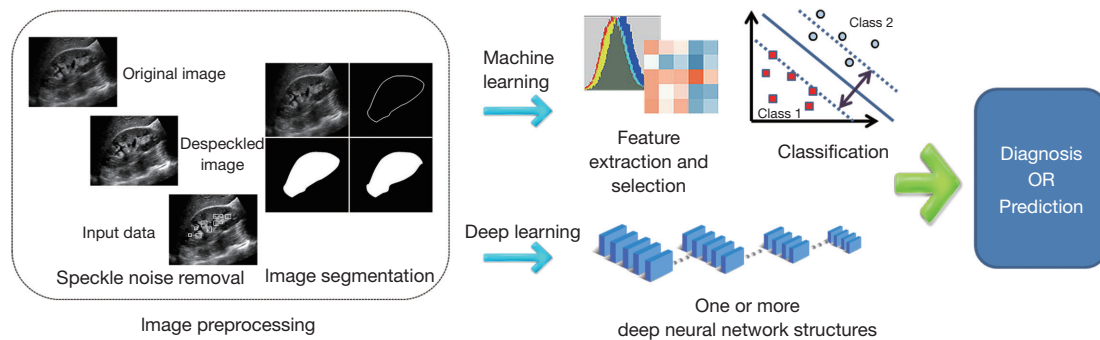 Original image
Despeckled
image
Input data
Speckle noise removal
Image segmentation
Image preprocessing
Machine
learning
Feature
extraction and
selection
Class 2
Class 1
Classification
Deep learning
One or more
deep neural network structures
Diagnosis
OR
Prediction